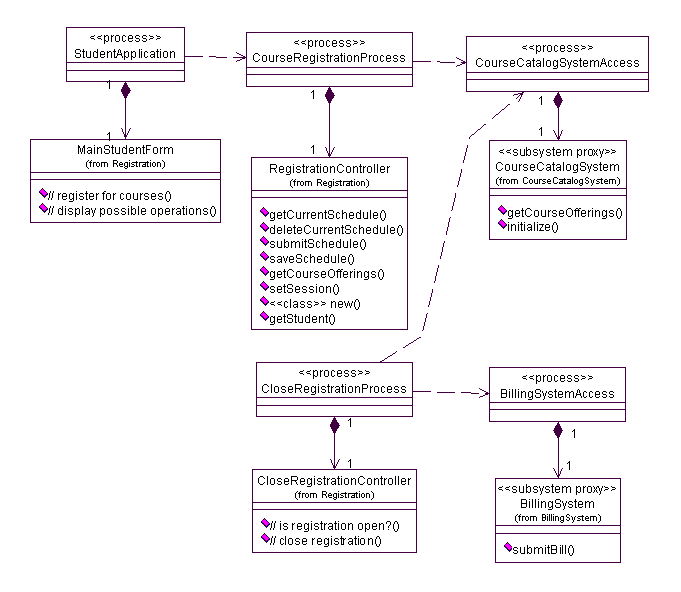 <<process>>
StudentApplication
1
1
MainStudentForm
(from Registration)
// register for courses()
// display possible operations()
<<process>>
CourseRegistrationProcess
1
1
RegistrationController
(from Registration)
getCurrentSchedule()
deleteCurrentSchedule()
submitSchedule()
saveSchedule()
getCourseOfferings()
setSession()
<<class>> new()
getStudent()
<<process>>
CourseCatalogSystemAccess
1
1
<<subsystem proxy>>
CourseCatalogSystem
(from CourseCatalogSystem)
getCourseOfferings()
initialize()
<<process>>
CloseRegistrationProcess
1
1
CloseRegistrationController
(from Registration)
// is registration open?()
// close registration()
<<process>>
BillingSystemAccess
1
1
<<subsystem proxy>>
BillingSystem
(from BillingSystem)
submitBill()